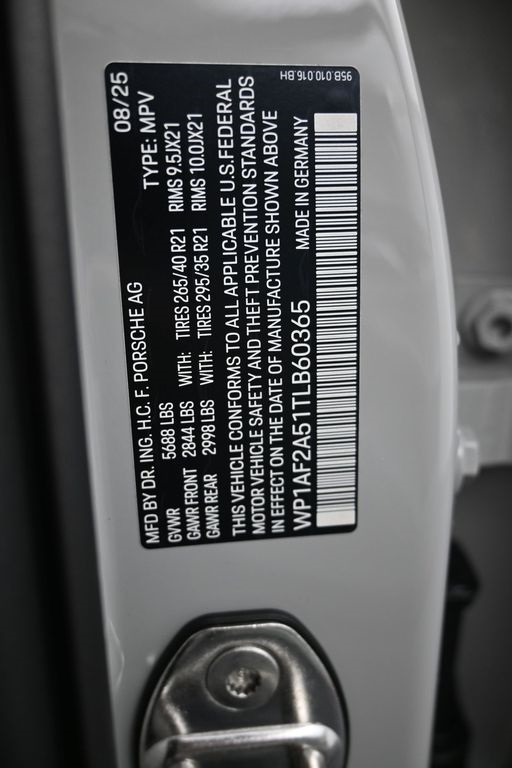 MFD BY DR. ING. H.C. F. PORSCHE AG 08/25
GVWR 5688 LBS TYPE: MPV
GAWR FRONT 2844 LBS WITH: TIRES 265/40 R21 RIMS 9.5JX21
GAWR REAR 2998 LBS WITH: TIRES 295/35 R21 RIMS 10.0JX21
THIS VEHICLE CONFORMS TO ALL APPLICABLE U.S.FEDERAL
MOTOR VEHICLE SAFETY AND THEFT PREVENTION STANDARDS
IN EFFECT ON THE DATE OF MANUFACTURE SHOWN ABOVE
WP1AF2A51TLB60365 MADE IN GERMANY
95B.010.016.BH